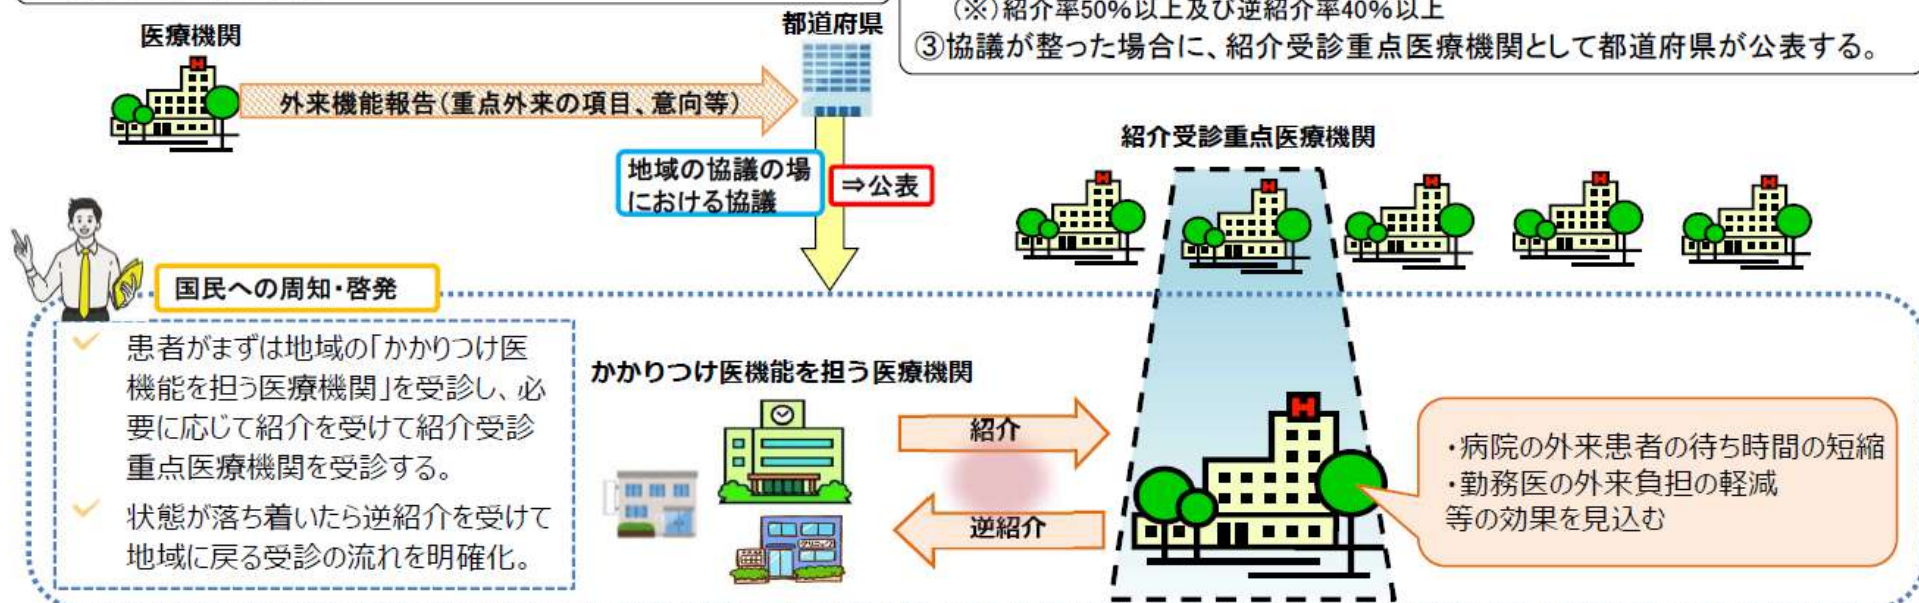 (※)紹介率50%以上及び逆紹介率40%以上
③協議が整った場合に、紹介受診重点医療機関として都道府県が公表する。
医療機関
都道府県
外来機能報告(重点外来の項目、意向等)
地域の協議の場
における協議
⇒公表
紹介受診重点医療機関
国民への周知・啓発
患者がまずは地域の「かかりつけ医
機能を担う医療機関」を受診し、必
要に応じて紹介を受けて紹介受診
重点医療機関を受診する。
状態が落ち着いたら逆紹介を受けて
地域に戻る受診の流れを明確化。
かかりつけ医機能を担う医療機関
紹介
逆紹介
・病院の外来患者の待ち時間の短縮
・勤務医の外来負担の軽減
等の効果を見込む
H
H
H
H
H
H
H
クリニック